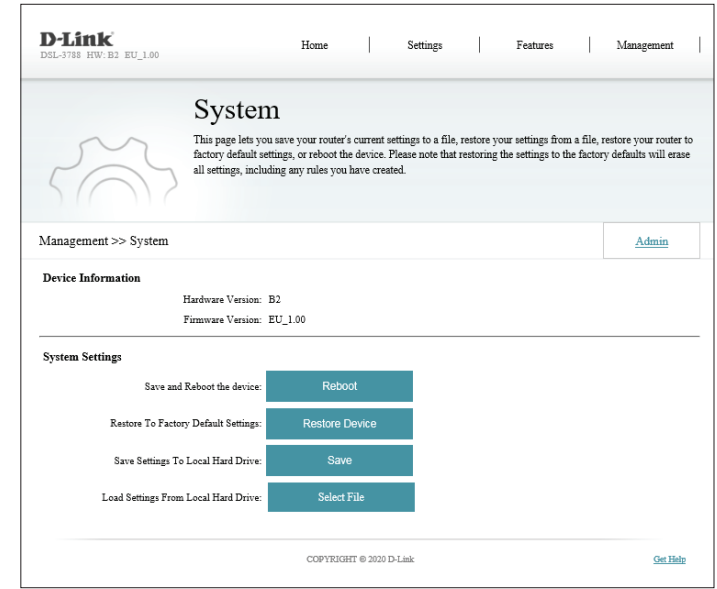 D-Link
DSL-3788 HW: B2 EU_1.00
Home
Settings
Features
Management
System
This page lets you save your router's current settings to a file, restore your settings from a file, restore your router to
factory default settings, or reboot the device. Please note that restoring the settings to the factory defaults will erase
all settings, including any rules you have created.
Management >> System
Admin
Device Information
Hardware Version: B2
Firmware Version: EU_1.00
System Settings
Save and Reboot the device: Reboot
Restore To Factory Default Settings: Restore Device
Save Settings To Local Hard Drive: Save
Load Settings From Local Hard Drive: Select File
COPYRIGHT © 2020 D-Link
Get Help